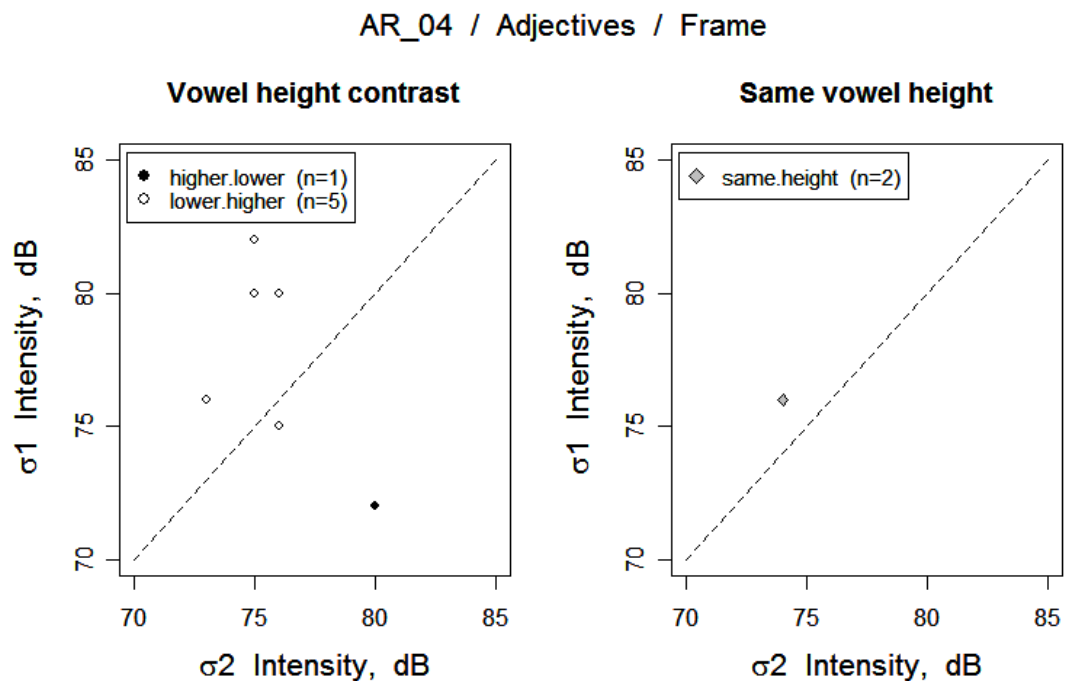 AR_04 / Adjectives / Frame
Vowel height contrast
higher.lower (n=1)
lower.higher (n=5)
85
80
75
70
σ1 Intensity, dB
70 75 80 85
σ2 Intensity, dB
Same vowel height
same.height (n=2)
85
80
75
70
σ1 Intensity, dB
70 75 80 85
σ2 Intensity, dB